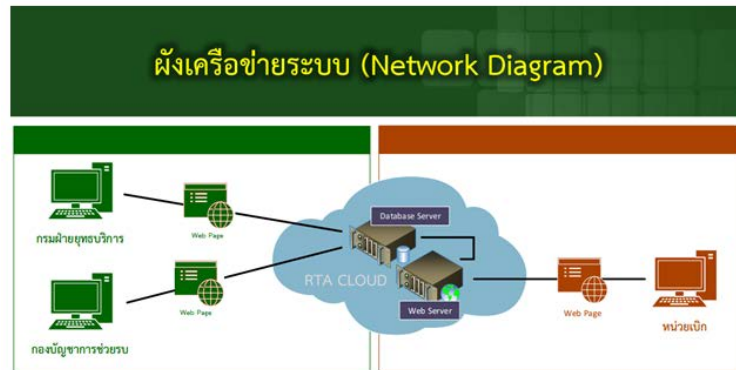 ผังเครือข่ายระบบ (Network Diagram)
กรมฝ่ายยุทธบริการ
Web Page
กองบัญชาการช่วยรบ
Web Page
Database Server
RTA CLOUD
Web Server
Web Page
หน่วยเบิก